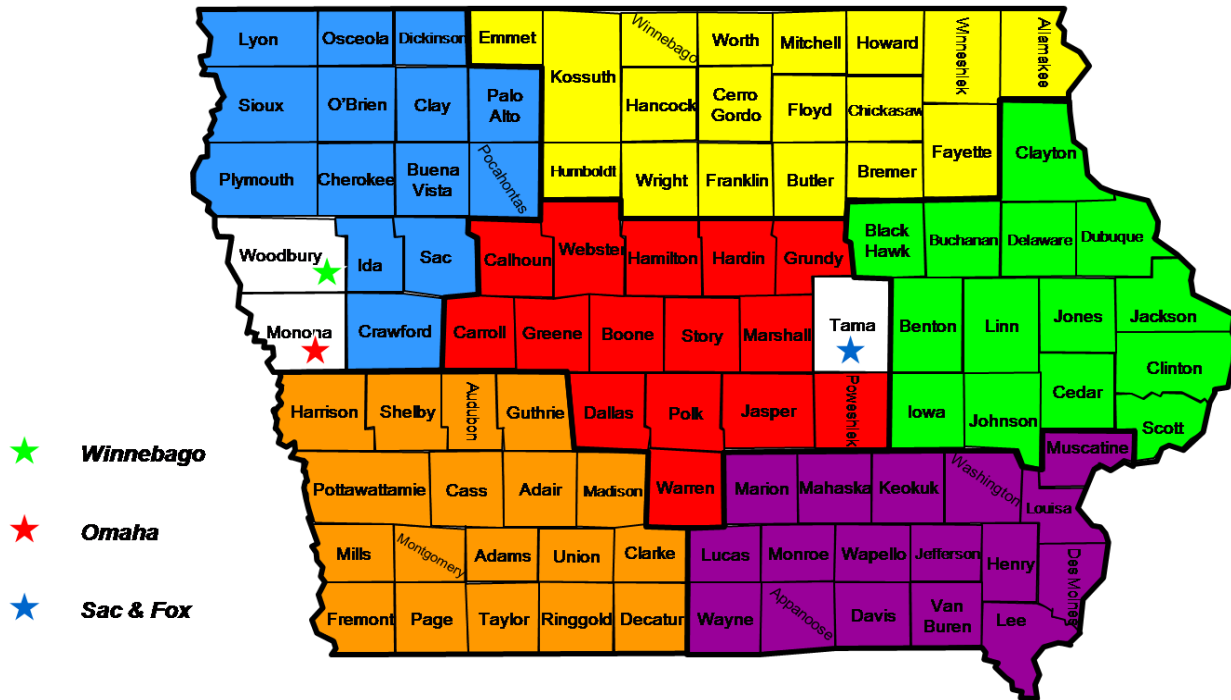 Lyon
Osceola
Dickinson
Emmet
Kossuth
Winnebago
Worth
Mitchell
Howard
Winneshiek
Allamakee
Sioux
O'Brien
Clay
Palo
Alto
Hancock
Cerro
Gordo
Floyd
Chickasaw
Fayette
Clayton
Plymouth
Cherokee
Buena
Vista
Pocahontas
Humboldt
Wright
Franklin
Butler
Bremer
Woodbury
Ida
Sac
Calhoun
Webster
Hamilton
Hardin
Grundy
Black
Hawk
Buchanan
Delaware
Dubuque
Monona
Crawford
Carroll
Greene
Boone
Story
Marshall
Tama
Benton
Linn
Jones
Jackson
Clinton
Harrison
Shelby
Audubon
Guthrie
Dallas
Polk
Jasper
Poweshiek
Iowa
Johnson
Cedar
Scott
Muscatine
Winnebago
Pottawattamie
Cass
Adair
Madison
Warren
Marion
Mahaska
Keokuk
Washington
Louisa
Omaha
Mills
Montgomery
Adams
Union
Clarke
Lucas
Monroe
Wapello
Jefferson
Henry
Des Moines
Sac & Fox
Fremont
Page
Taylor
Ringgold
Decatur
Wayne
Appanoose
Davis
Van
Buren
Lee